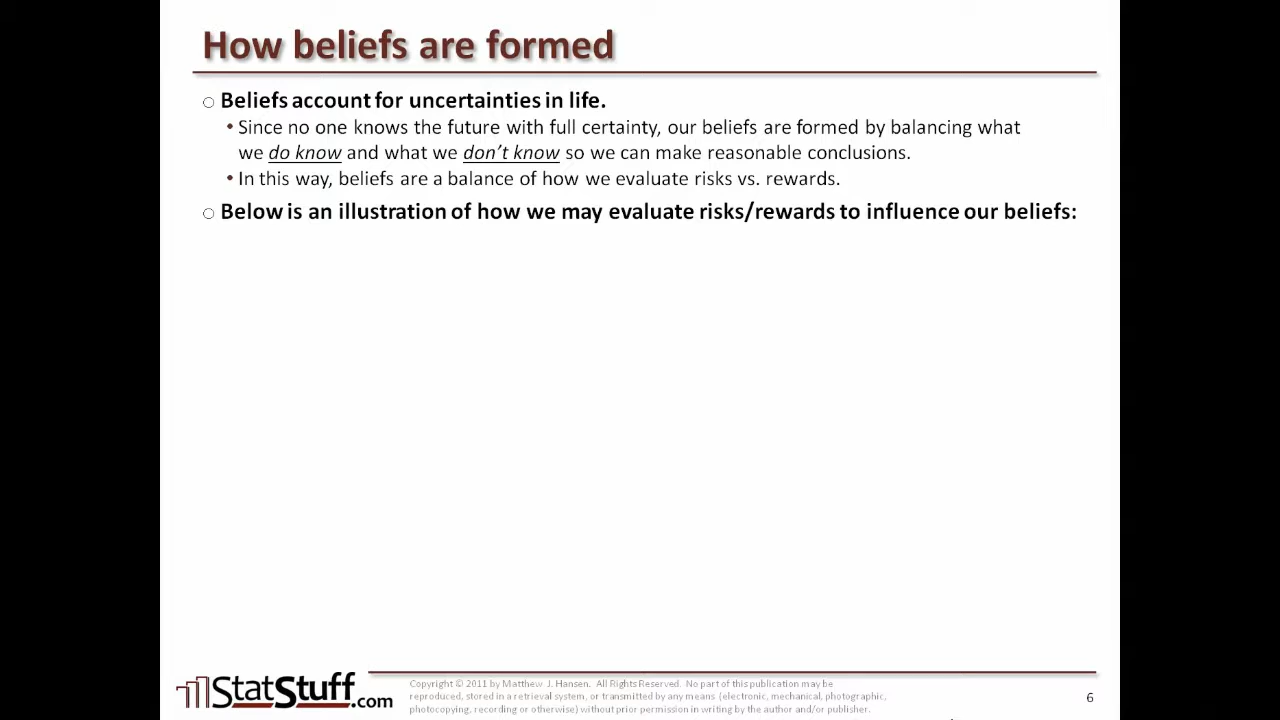 How beliefs are formed
○ Beliefs account for uncertainties in life.
• Since no one knows the future with full certainty, our beliefs are formed by balancing what
we do know and what we don't know so we can make reasonable conclusions.
• In this way, beliefs are a balance of how we evaluate risks vs. rewards.
○ Below is an illustration of how we may evaluate risks/rewards to influence our beliefs:
StatStuff.com
Copyright © 2011 by Matthew J. Hansen. All Rights Reserved. No part of this publication may be
reproduced, stored in a retrieval system, or transmitted by any means (electronic, mechanical, photographic,
photocopying, recording or otherwise) without prior permission in writing by the author and/or publisher.
6